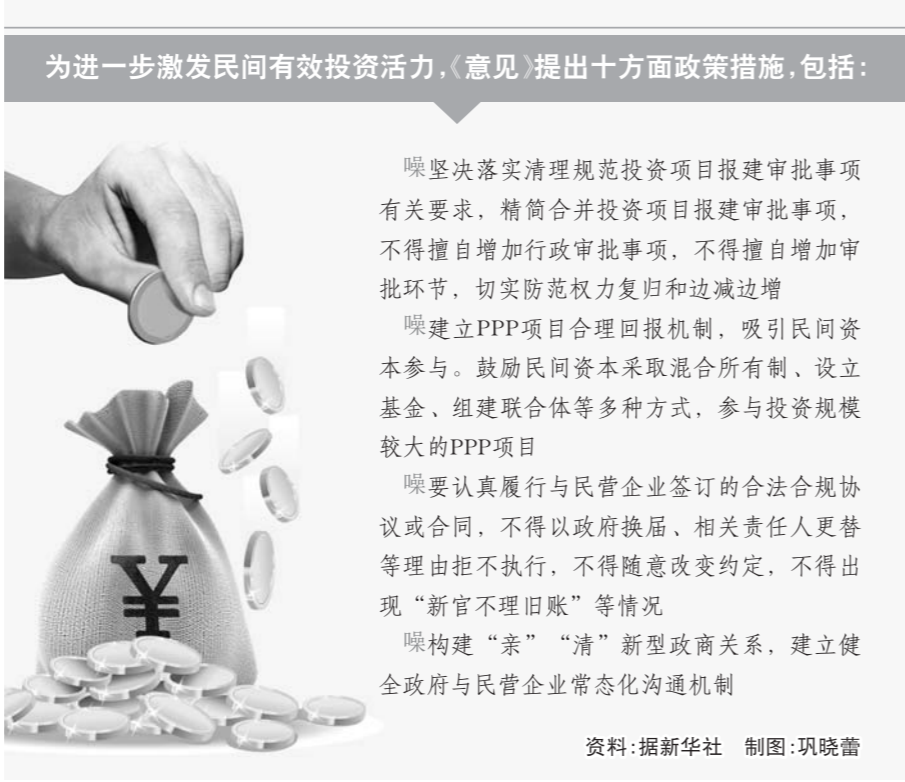 为进一步激发民间有效投资活力,《意见》提出十方面政策措施,包括:
噪坚决落实清理规范投资项目报建审批事项
有关要求，精简合并投资项目报建审批事项，
不得擅自增加行政审批事项，不得擅自增加审
批环节，切实防范权力复归和边减边增
噪建立PPP项目合理回报机制，吸引民间资
本参与。鼓励民间资本采取混合所有制、设立
基金、组建联合体等多种方式，参与投资规模
较大的PPP项目
噪要认真履行与民营企业签订的合法合规协
议或合同，不得以政府换届、相关责任人更替
等理由拒不执行，不得随意改变约定，不得出
现“新官不理旧账”等情况
噪构建“亲”“清”新型政商关系，建立健
全政府与民营企业常态化沟通机制
¥
资料:据新华社 制图:巩晓蕾